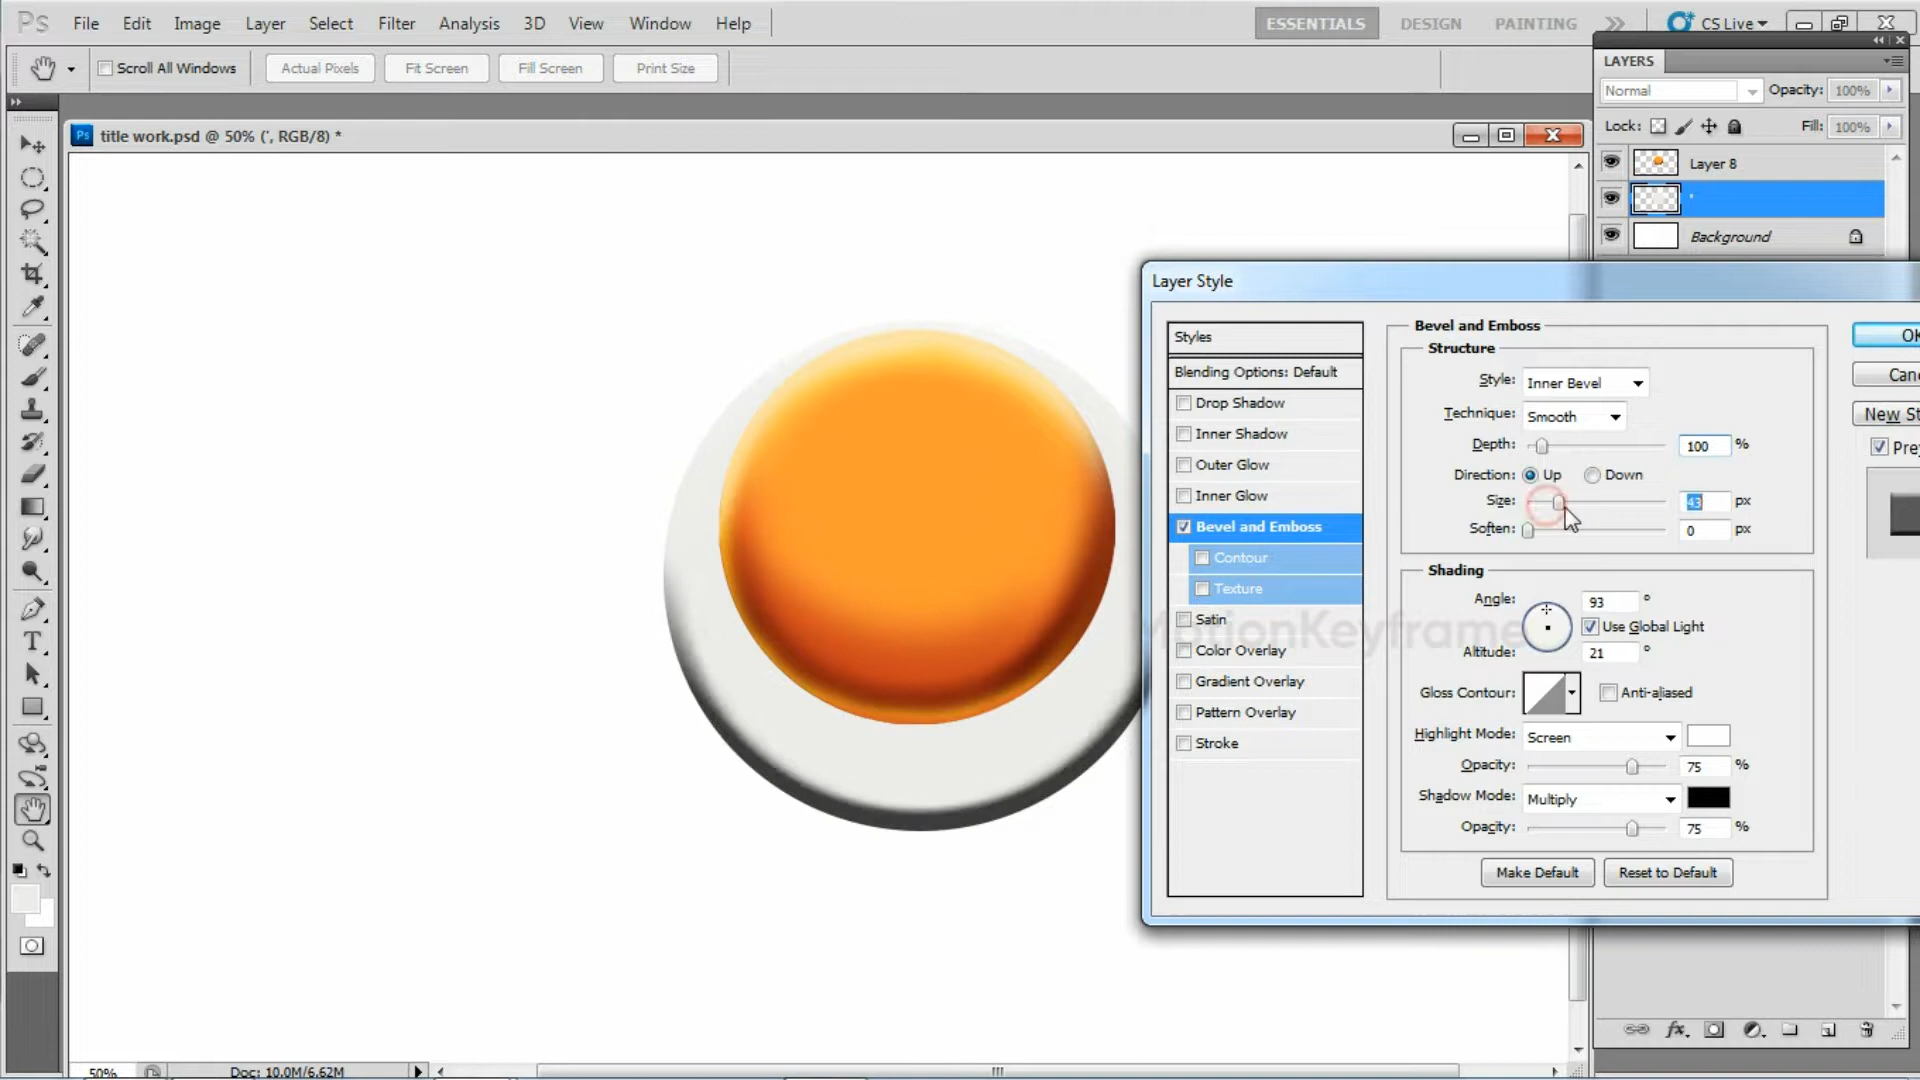 Ps File Edit Image Layer Select Filter Analysis 3D View Window Help ESSENTIALS DESIGN PAINTING CS Live
Scroll All Windows Actual Pixels Fit Screen Fill Screen Print Size
title work.psd @ 50% (', RGB/8) *
LAYERS
Normal Opacity: 100%
Lock: Fill: 100%
Layer 8
'
Background
Layer Style
Styles
Blending Options: Default
Drop Shadow
Inner Shadow
Outer Glow
Inner Glow
Bevel and Emboss
Contour
Texture
Satin
Color Overlay
Gradient Overlay
Pattern Overlay
Stroke
Bevel and Emboss
Structure
Style: Inner Bevel
Technique: Smooth
Depth: 100 %
Direction: Up Down
Size: 43 px
Soften: 0 px
Shading
Angle: 93 °
Use Global Light
Altitude: 21 °
Gloss Contour: Anti-aliased
Highlight Mode: Screen
Opacity: 75 %
Shadow Mode: Multiply
Opacity: 75 %
Make Default Reset to Default
OK
Canc
New St
Prev
MotionKeyframe
50% Doc: 10.0M/6.62M